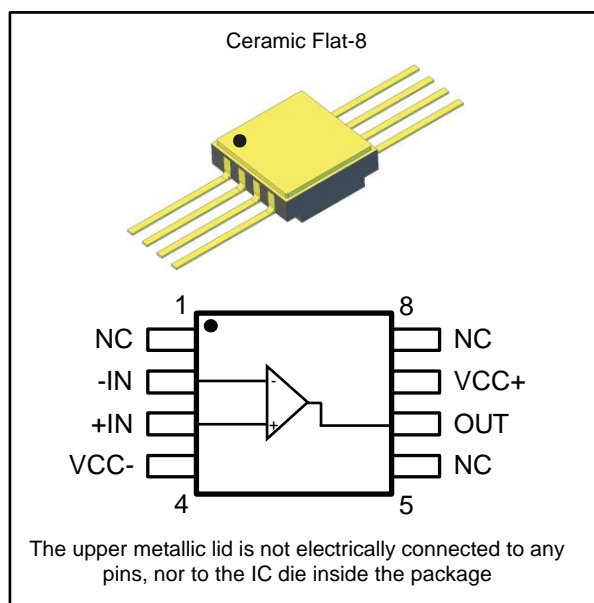 Ceramic Flat-8
1
8
NC
NC
-IN
-
VCC+
+IN
+
OUT
VCC-
NC
4
5
The upper metallic lid is not electrically connected to any
pins, nor to the IC die inside the package